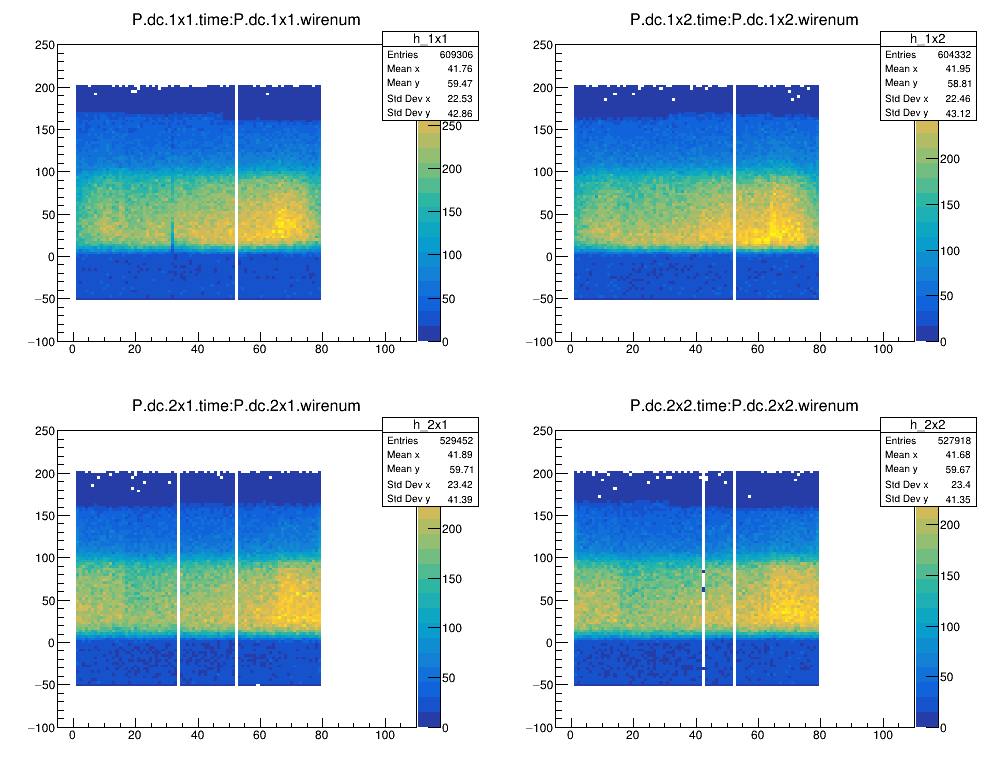 P.dc.1x1.time:P.dc.1x1.wirenum
h_1x1
Entries 609306
Mean x 41.76
Mean y 59.47
Std Dev x 22.53
Std Dev y 42.86
250
200
150
100
50
0
−50
−100
0 20 40 60 80 100
250
200
150
100
50
0
P.dc.1x2.time:P.dc.1x2.wirenum
h_1x2
Entries 604332
Mean x 41.95
Mean y 58.81
Std Dev x 22.46
Std Dev y 43.12
250
200
150
100
50
0
−50
−100
0 20 40 60 80 100
200
150
100
50
0
P.dc.2x1.time:P.dc.2x1.wirenum
h_2x1
Entries 529452
Mean x 41.89
Mean y 59.71
Std Dev x 23.42
Std Dev y 41.39
250
200
150
100
50
0
−50
−100
0 20 40 60 80 100
200
150
100
50
0
P.dc.2x2.time:P.dc.2x2.wirenum
h_2x2
Entries 527918
Mean x 41.68
Mean y 59.67
Std Dev x 23.4
Std Dev y 41.35
250
200
150
100
50
0
−50
−100
0 20 40 60 80 100
200
150
100
50
0